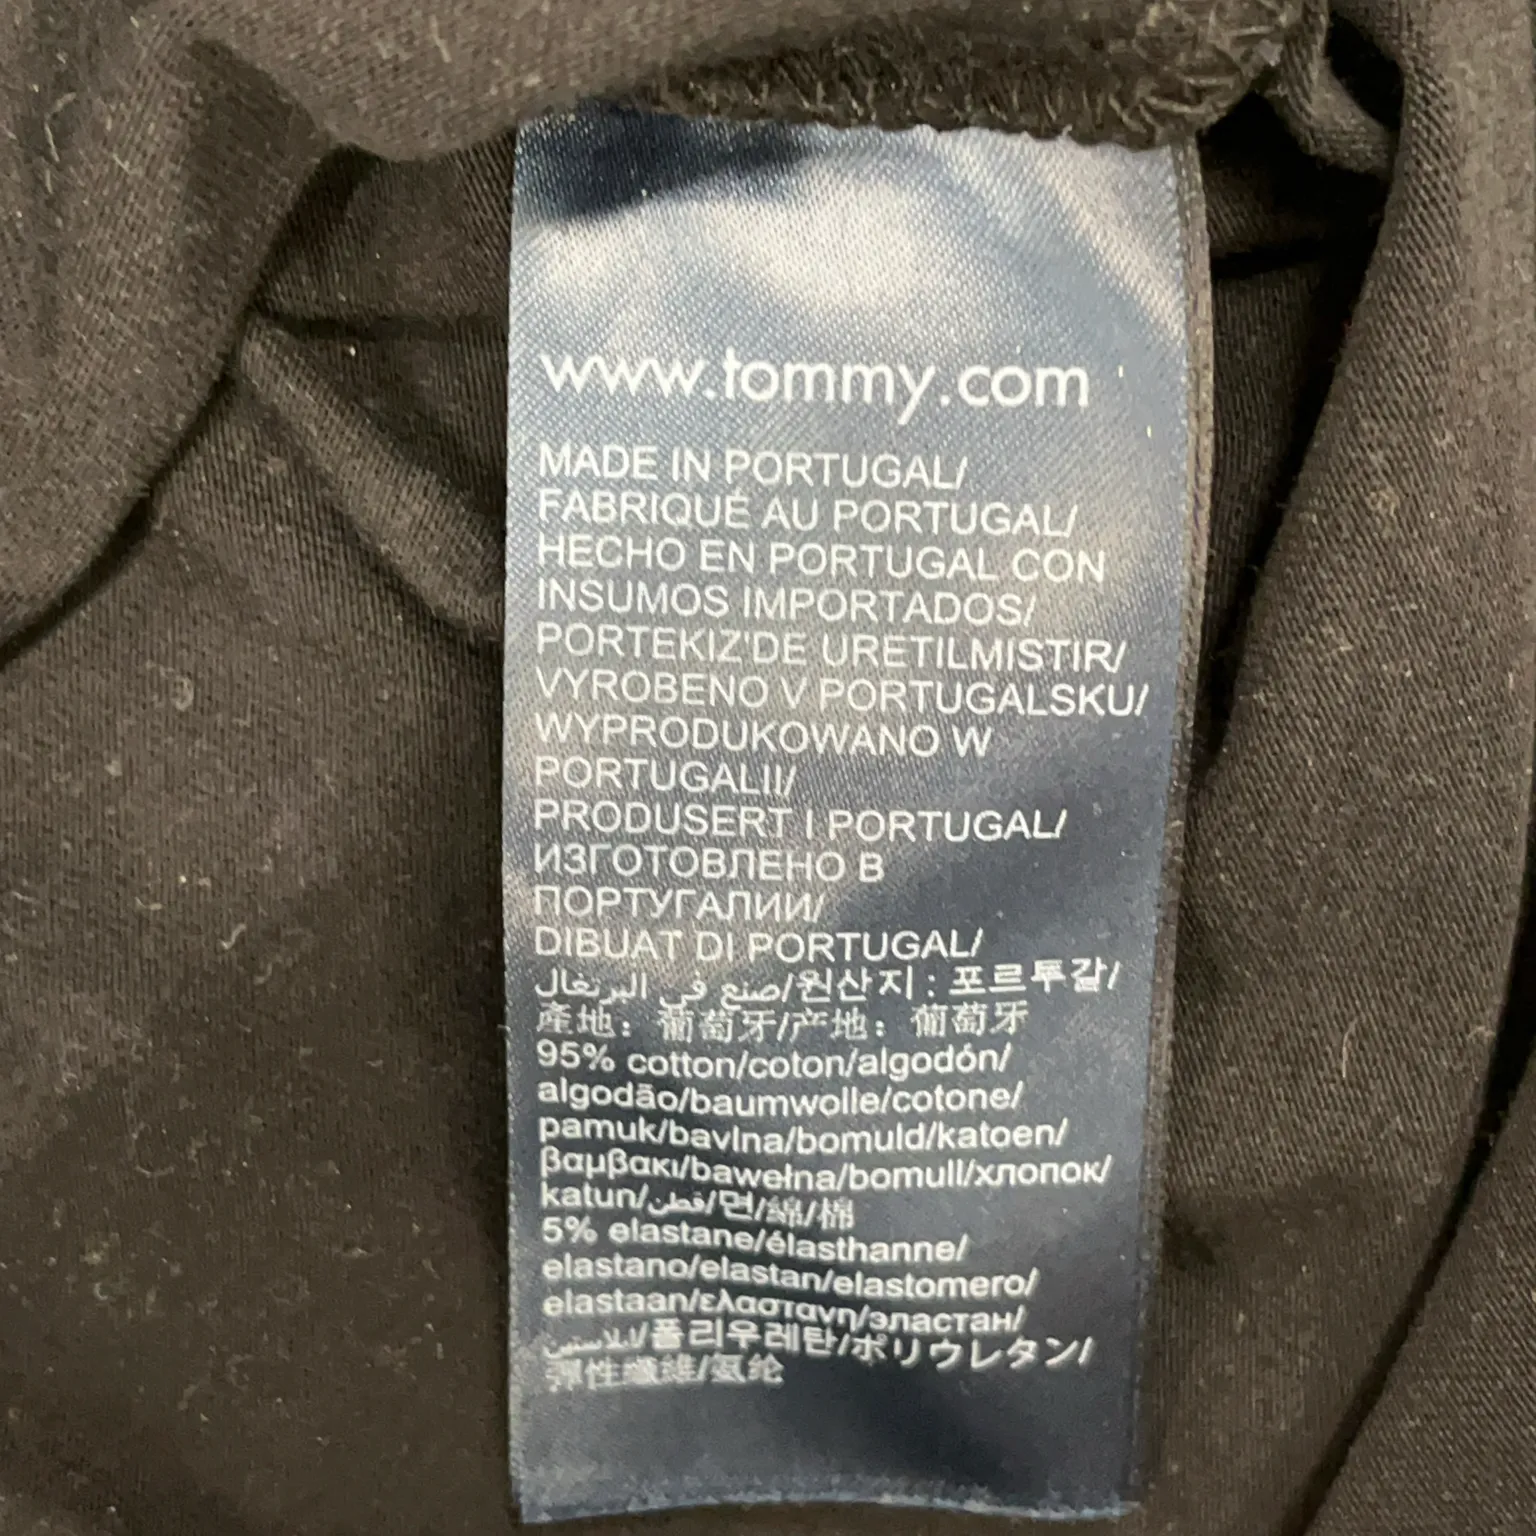 www.tommy.com
MADE IN PORTUGAL/
FABRIQUÉ AU PORTUGAL/
HECHO EN PORTUGAL CON
INSUMOS IMPORTADOS/
PORTEKIZ'DE URETILMISTIR/
VYROBENO V PORTUGALSKU/
WYPRODUKOWANO W
PORTUGALII/
PRODUSERT I PORTUGAL/
ИЗГОТОВЛЕНО В
ПОРТУГАЛИИ/
DIBUAT DI PORTUGAL/
صنع في البرتغال/원산지 : 포르투갈/
產地：葡萄牙/产地：葡萄牙
95% cotton/coton/algodón/
algodão/baumwolle/cotone/
pamuk/bavlna/bomuld/katoen/
βαμβακι/bawełna/bomull/хлопок/
katun/قطن/면/綿/棉
5% elastane/élasthanne/
elastano/elastan/elastomero/
elastaan/ελαστανη/эластан/
ايلاستين/폴리우레탄/ポリウレタン/
彈性纖維/氨纶